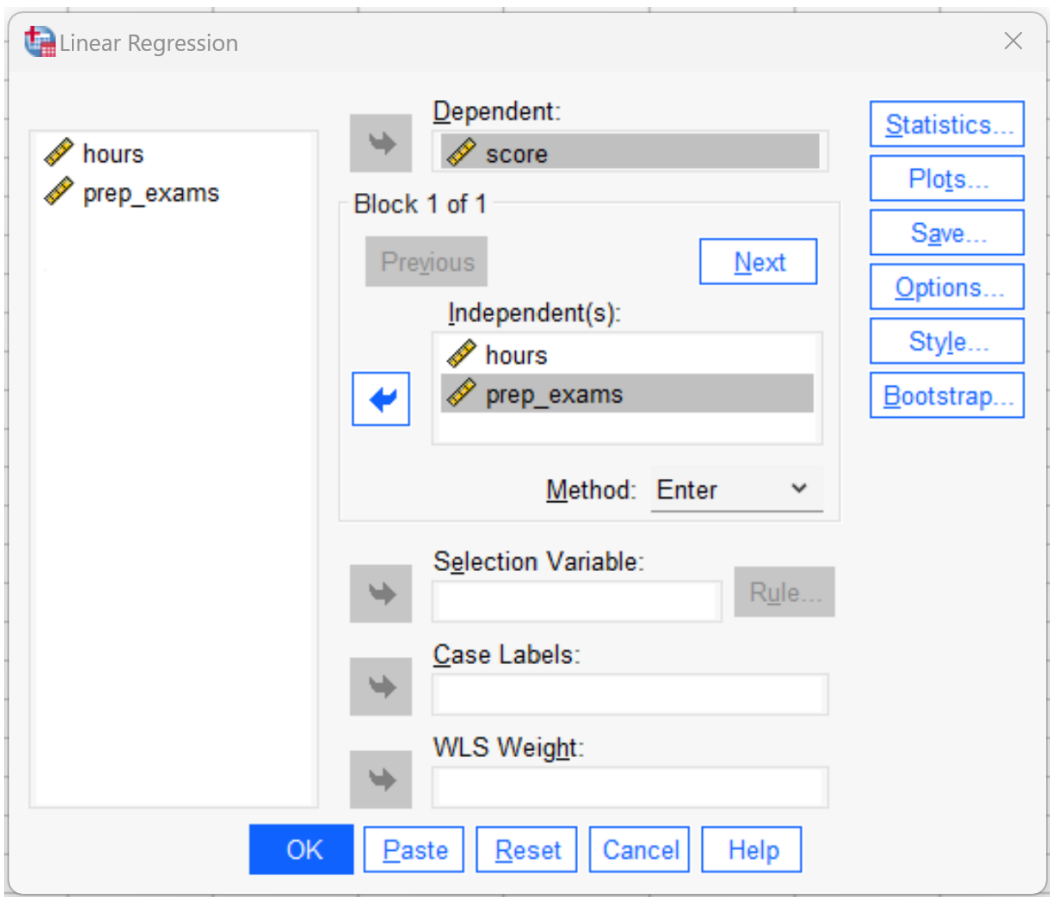 Linear Regression
hours
prep_exams
Dependent:
score
Block 1 of 1
Previous
Next
Independent(s):
hours
prep_exams
Method: Enter
Selection Variable:
Rule...
Case Labels:
WLS Weight:
Statistics...
Plots...
Save...
Options...
Style...
Bootstrap...
OK
Paste
Reset
Cancel
Help